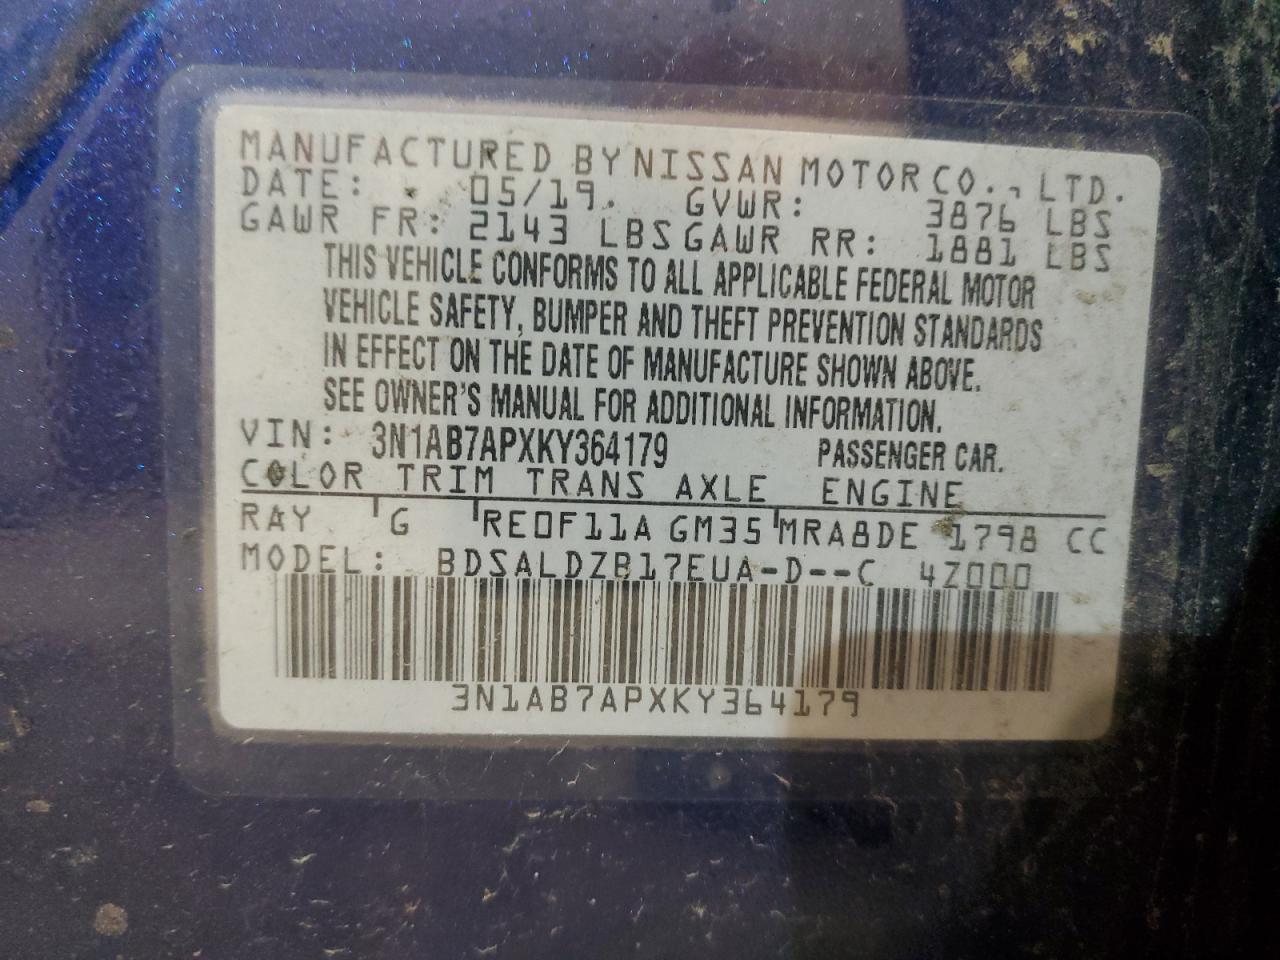 MANUFACTURED BY NISSAN MOTOR CO., LTD.
DATE: 05/19. GVWR: 3876 LBS
GAWR FR: 2143 LBS GAWR RR: 1881 LBS
THIS VEHICLE CONFORMS TO ALL APPLICABLE FEDERAL MOTOR
VEHICLE SAFETY, BUMPER AND THEFT PREVENTION STANDARDS
IN EFFECT ON THE DATE OF MANUFACTURE SHOWN ABOVE.
SEE OWNER'S MANUAL FOR ADDITIONAL INFORMATION.
VIN: 3N1AB7APXKY364179 PASSENGER CAR.
COLOR TRIM TRANS AXLE ENGINE
RAY G RE0F11A GM35 MRA8DE 1798 CC
MODEL: BDSALDZB17EUA-D--C 4Z000
3N1AB7APXKY364179